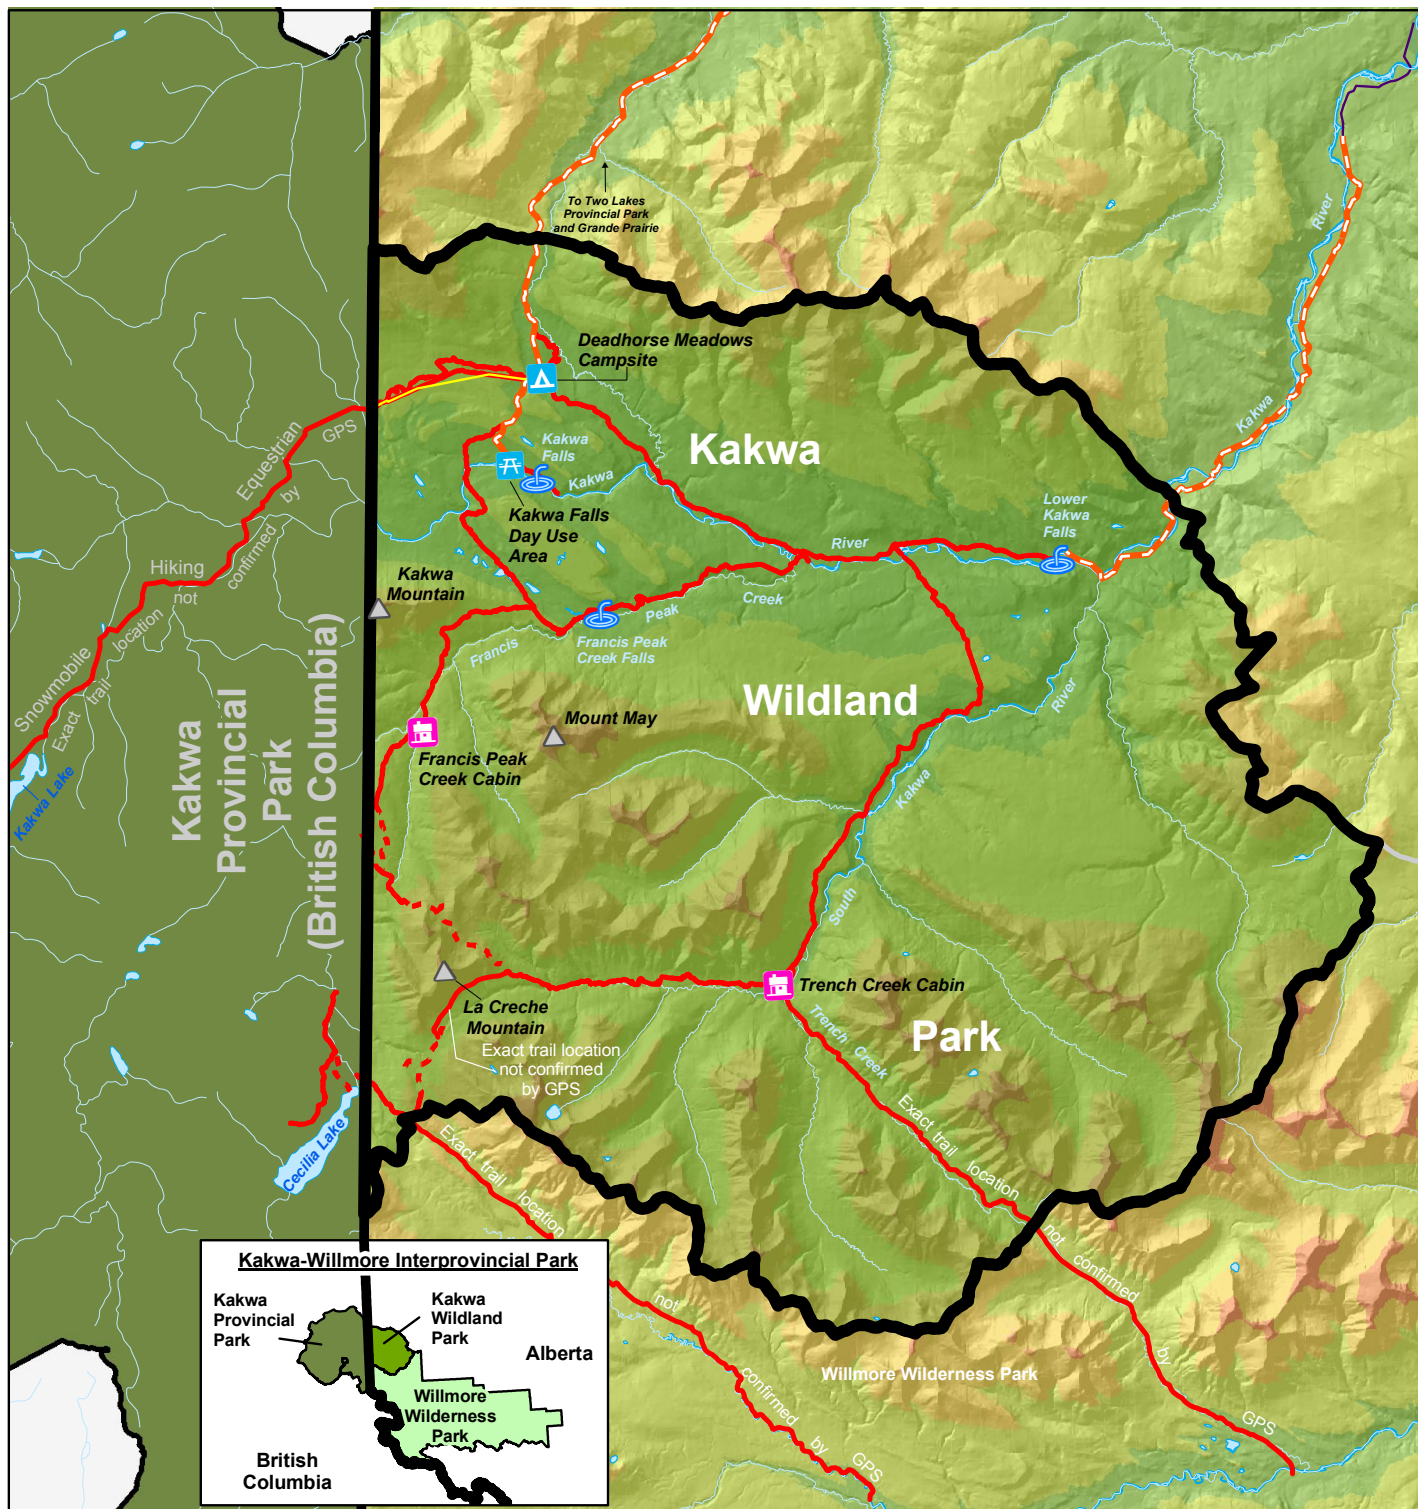 To Two Lakes
Provincial Park
and Grande Prairie
River
Kakwa
Deadhorse Meadows
Campsite
Kakwa
Falls
Kakwa
Kakwa
Kakwa Falls
Day Use
Area
Lower
Kakwa
Falls
River
Equestrian
GPS
by
confirmed
Hiking
not
location
Snowmobile
trail
Exact
Kakwa
Mountain
Creek
Peak
Francis
Francis Peak
Creek Falls
Kakwa
Provincial
Park
(British Columbia)
Wildland
River
Mount May
Francis Peak
Creek Cabin
Kakwa Lake
Kakwa
South
Trench Creek Cabin
La Creche
Mountain
Exact trail location
not confirmed
by GPS
Trench Creek
Park
Exact trail location
not confirmed
by
GPS
Cecilia Lake
Exact trail location
not
confirmed
by
GPS
Willmore Wilderness Park
Kakwa-Willmore Interprovincial Park
Kakwa
Provincial
Park
Kakwa
Wildland
Park
Alberta
Willmore
Wilderness
Park
British
Columbia